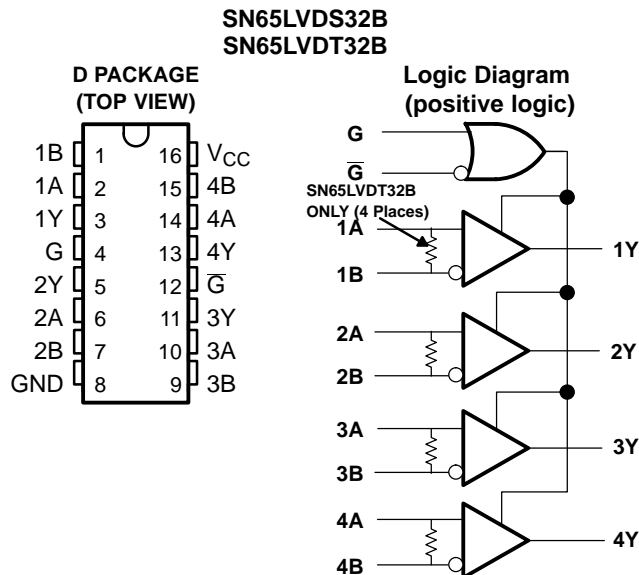 SN65LVDS32B
SN65LVDT32B
D PACKAGE
(TOP VIEW)
1B 1 16 VCC
1A 2 15 4B
1Y 3 14 4A
G 4 13 4Y
2Y 5 12 G̅
2A 6 11 3Y
2B 7 10 3A
GND 8 9 3B
Logic Diagram
(positive logic)
G
G̅
SN65LVDT32B
ONLY (4 Places)
1A
1Y
1B
2A
2Y
2B
3A
3Y
3B
4A
4Y
4B